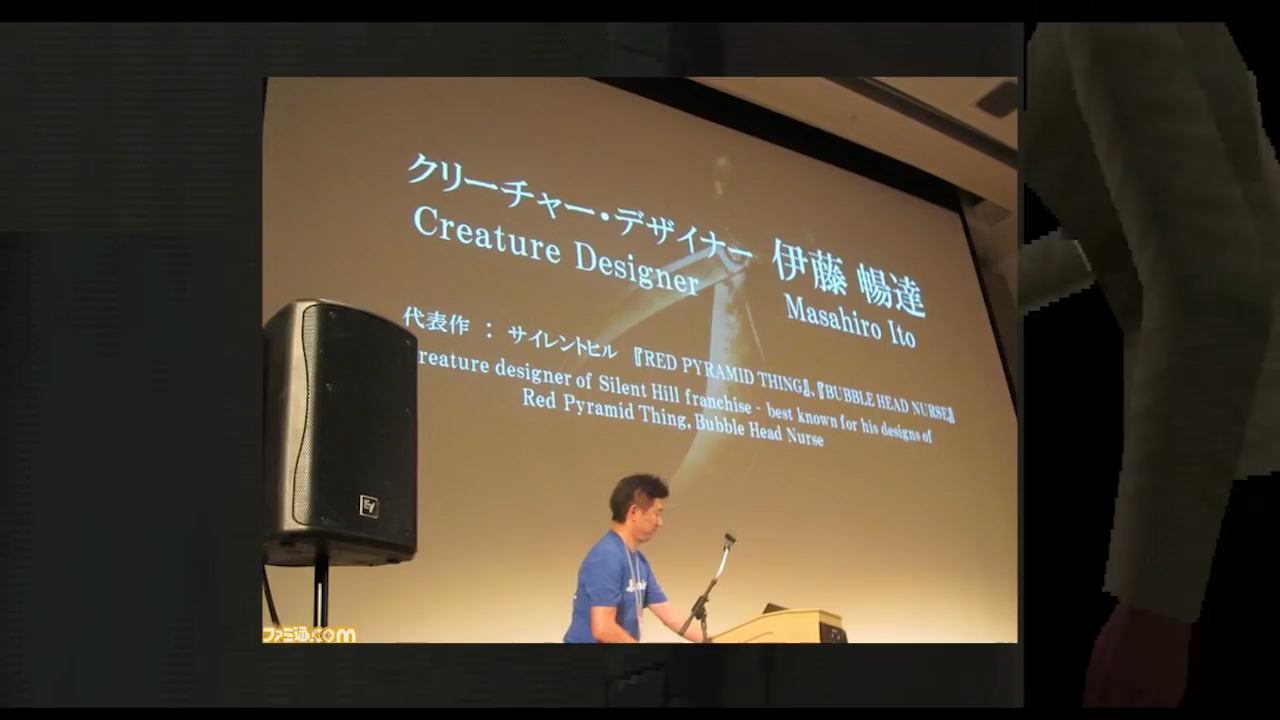 クリーチャー・デザイナー 伊藤 暢達
Creature Designer Masahiro Ito
代表作 : サイレントヒル 『RED PYRAMID THING』、『BUBBLE HEAD NURSE』
reature designer of Silent Hill franchise - best known for his designs of
Red Pyramid Thing, Bubble Head Nurse
EV
ファミ通.com